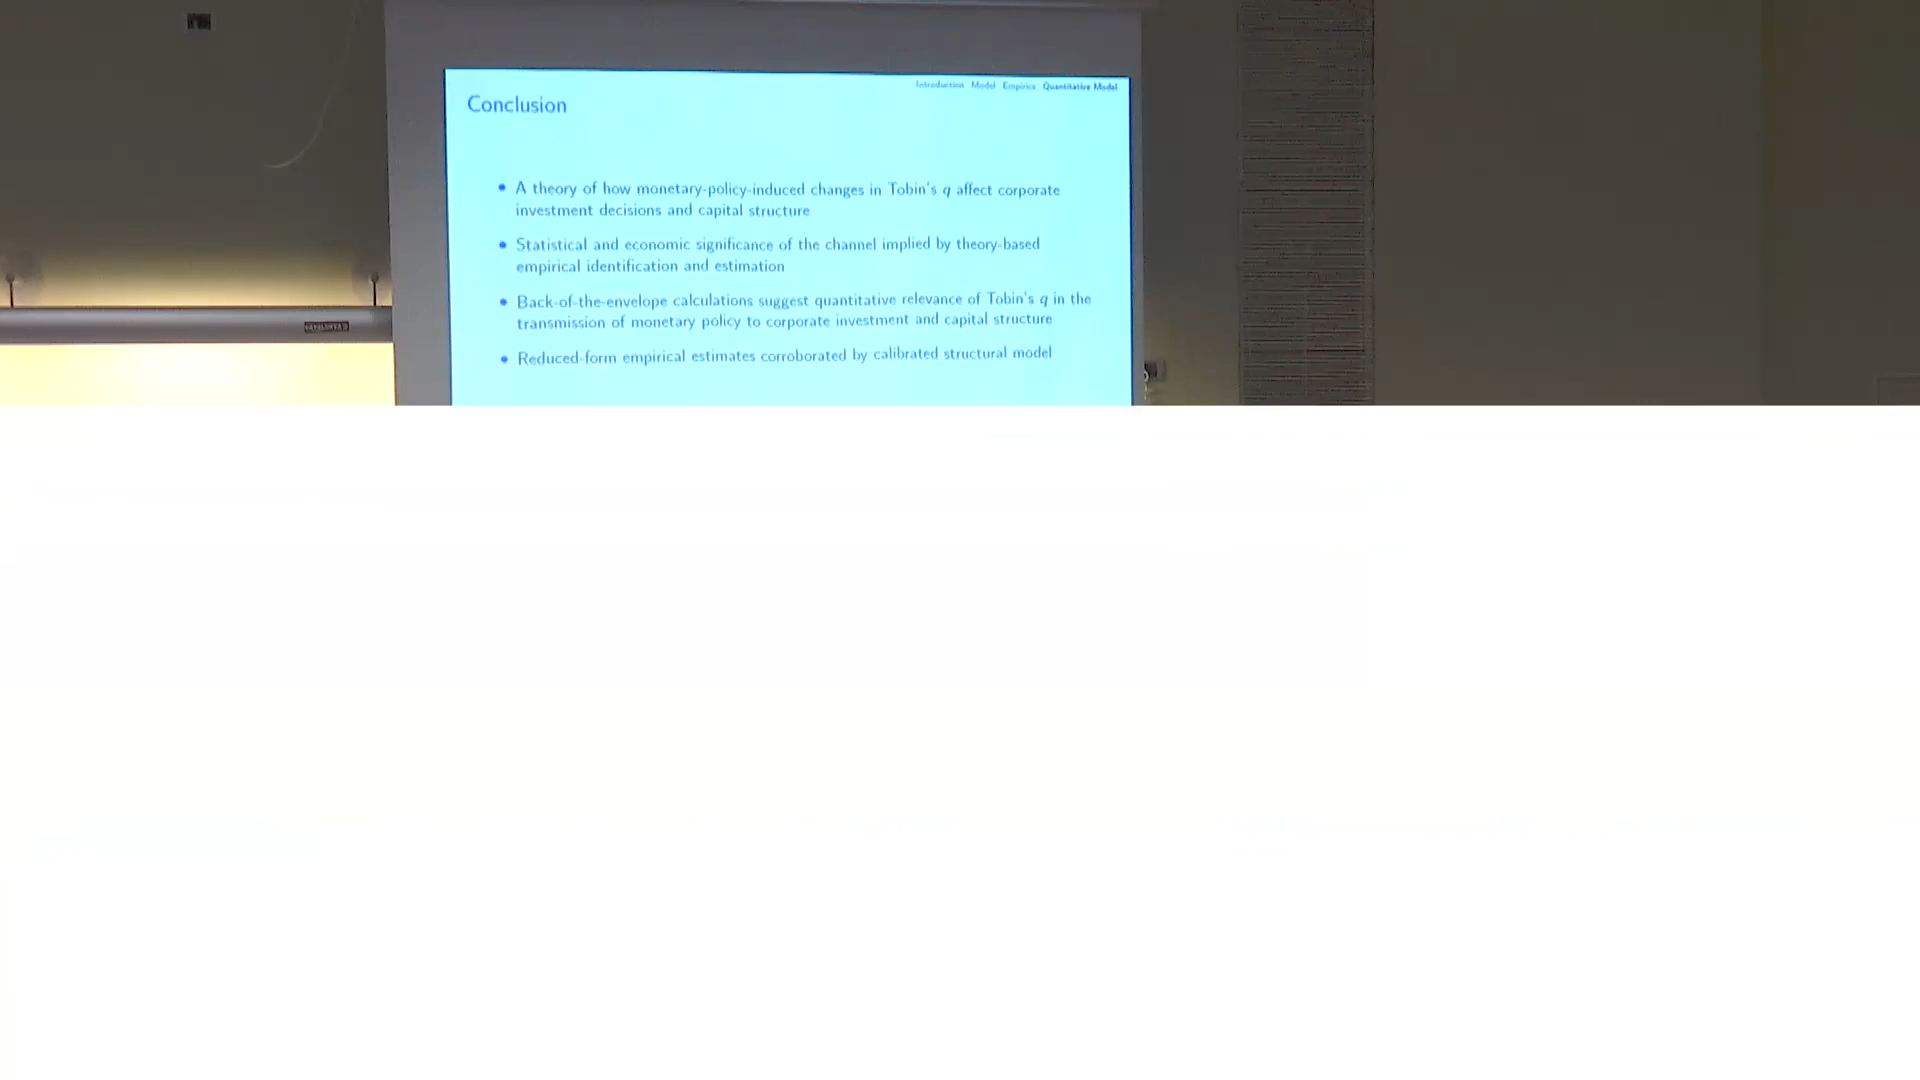 Introduction Model Empirics Quantitative Model
Conclusion
• A theory of how monetary-policy-induced changes in Tobin's q affect corporate
investment decisions and capital structure
• Statistical and economic significance of the channel implied by theory-based
empirical identification and estimation
• Back-of-the-envelope calculations suggest quantitative relevance of Tobin's q in the
transmission of monetary policy to corporate investment and capital structure
• Reduced-form empirical estimates corroborated by calibrated structural model